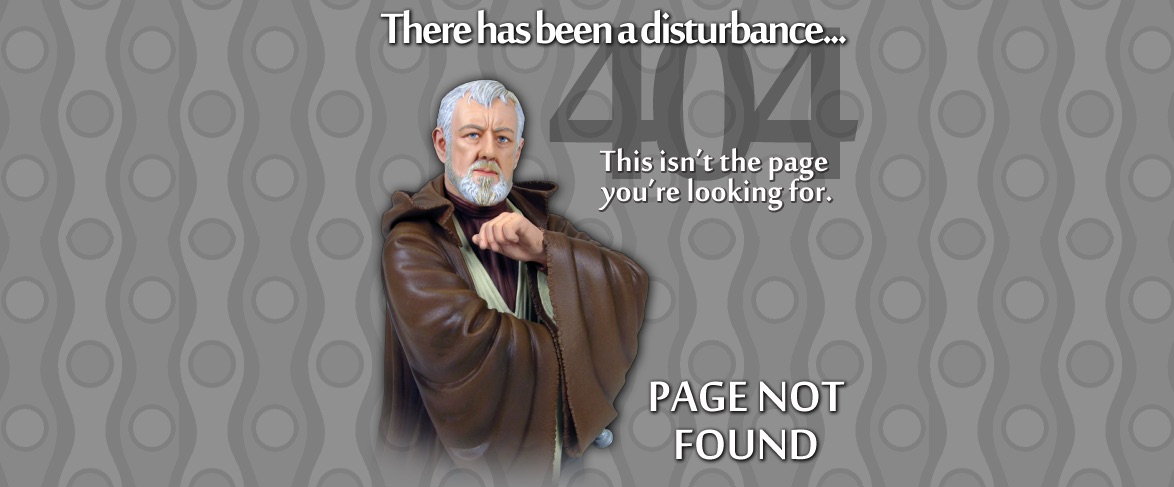 There has been a disturbance...
404
This isn't the page
you're looking for.
PAGE NOT
FOUND